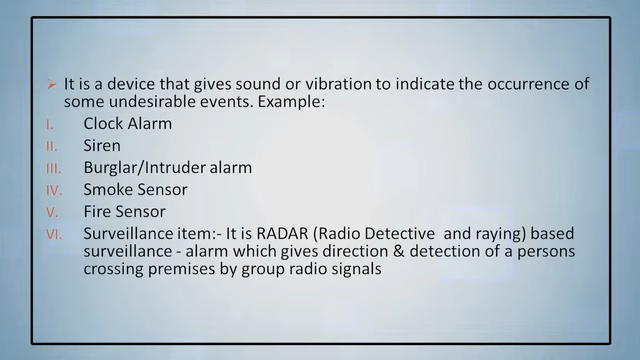 It is a device that gives sound or vibration to indicate the occurrence of
some undesirable events. Example:
I. Clock Alarm
II. Siren
III. Burglar/Intruder alarm
IV. Smoke Sensor
V. Fire Sensor
VI. Surveillance item:- It is RADAR (Radio Detective and raying) based
surveillance - alarm which gives direction & detection of a persons
crossing premises by group radio signals